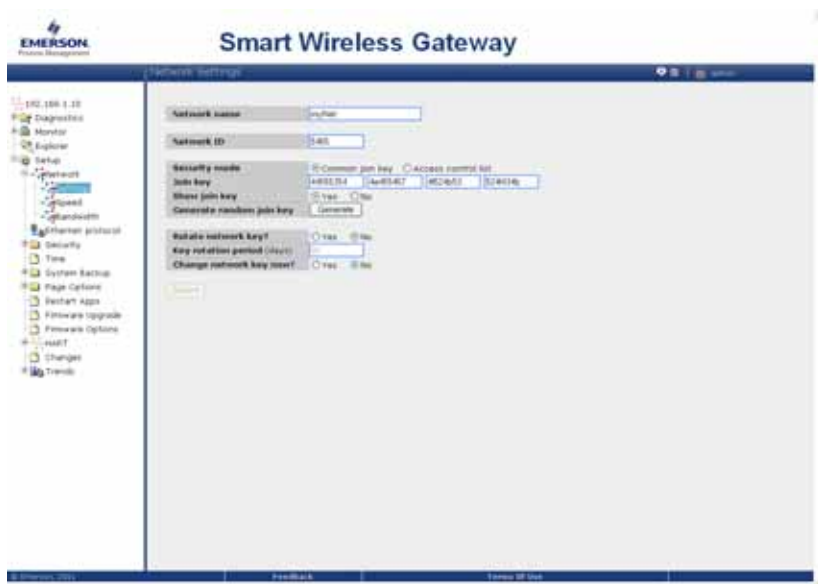 EMERSON
Process Management
Smart Wireless Gateway
Network Settings
admin
192.168.1.10
Diagnostics
Monitor
Explorer
Setup
Network
Speed
Bandwidth
Ethernet protocol
Security
Time
System Backup
Page Options
Restart Apps
Firmware Upgrade
Firmware Options
HART
Changes
Trends
Network name
myNet
Network ID
Security mode Common join key Access control list
Join key
Show join key Yes No
Generate random join key Generate
Rotate network key? Yes No
Key rotation period (days)
Change network key now? Yes No
Submit
Feedback Terms Of Use